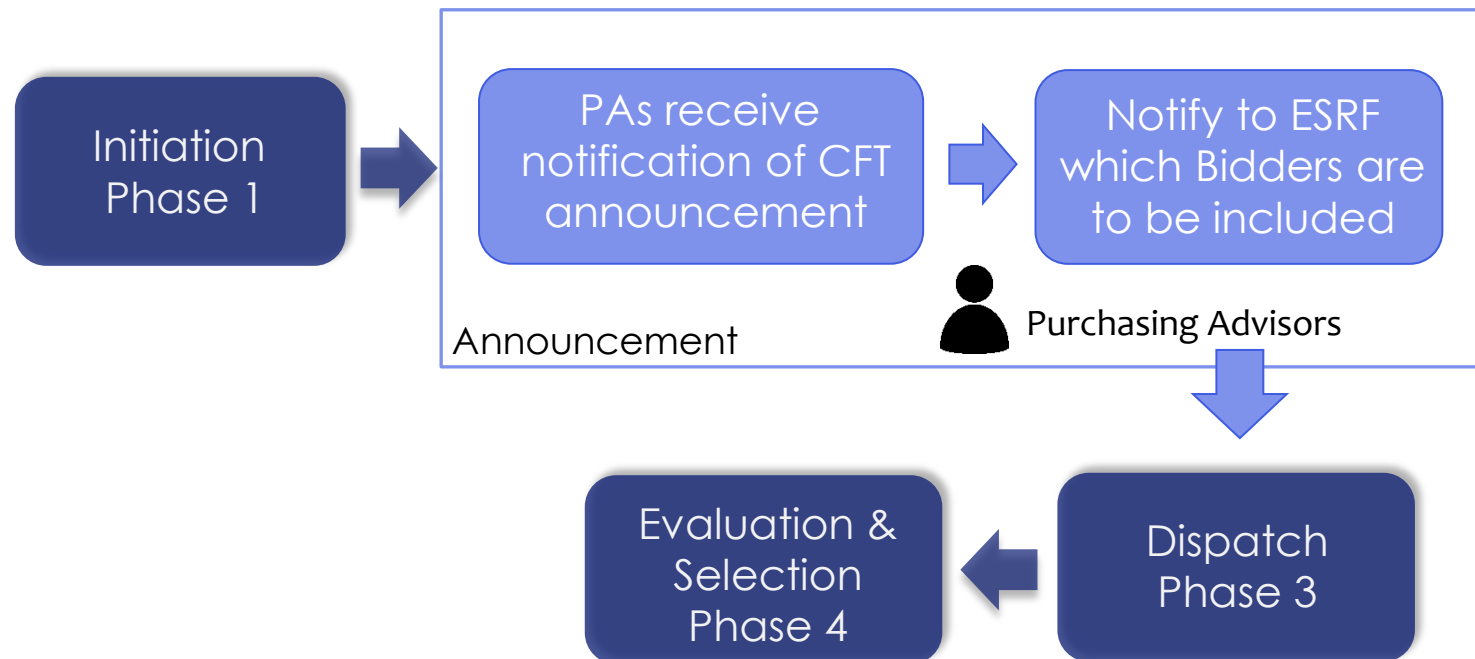 Initiation
Phase 1
PAs receive
notification of CFT
announcement
Notify to ESRF
which Bidders are
to be included
Purchasing Advisors
Announcement
Dispatch
Phase 3
Evaluation &
Selection
Phase 4